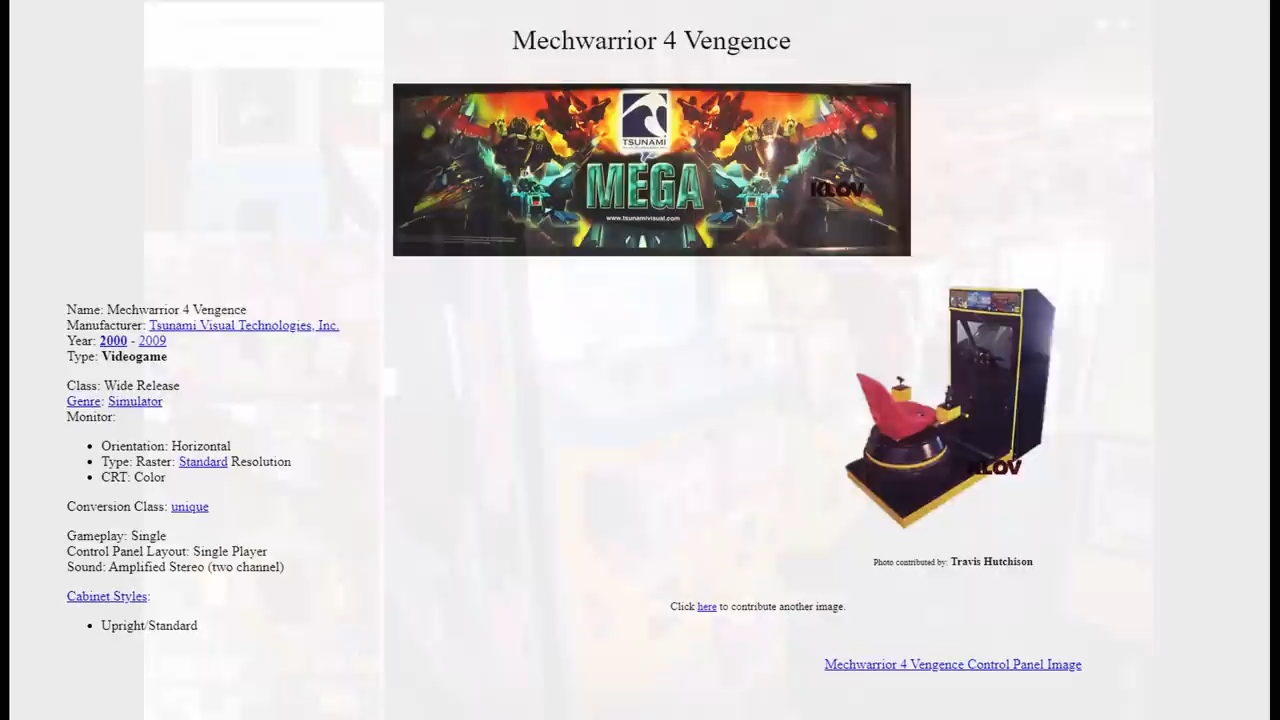 Mechwarrior 4 Vengence
TSUNAMI
MEGA
www.tsunamivisual.com
KLOV
Name: Mechwarrior 4 Vengence
Manufacturer: Tsunami Visual Technologies, Inc.
Year: 2000 - 2009
Type: Videogame
Class: Wide Release
Genre: Simulator
Monitor:
• Orientation: Horizontal
• Type: Raster: Standard Resolution
• CRT: Color
Conversion Class: unique
Gameplay: Single
Control Panel Layout: Single Player
Sound: Amplified Stereo (two channel)
Cabinet Styles:
• Upright/Standard
KLOV
Photo contributed by: Travis Hutchison
Click here to contribute another image.
Mechwarrior 4 Vengence Control Panel Image